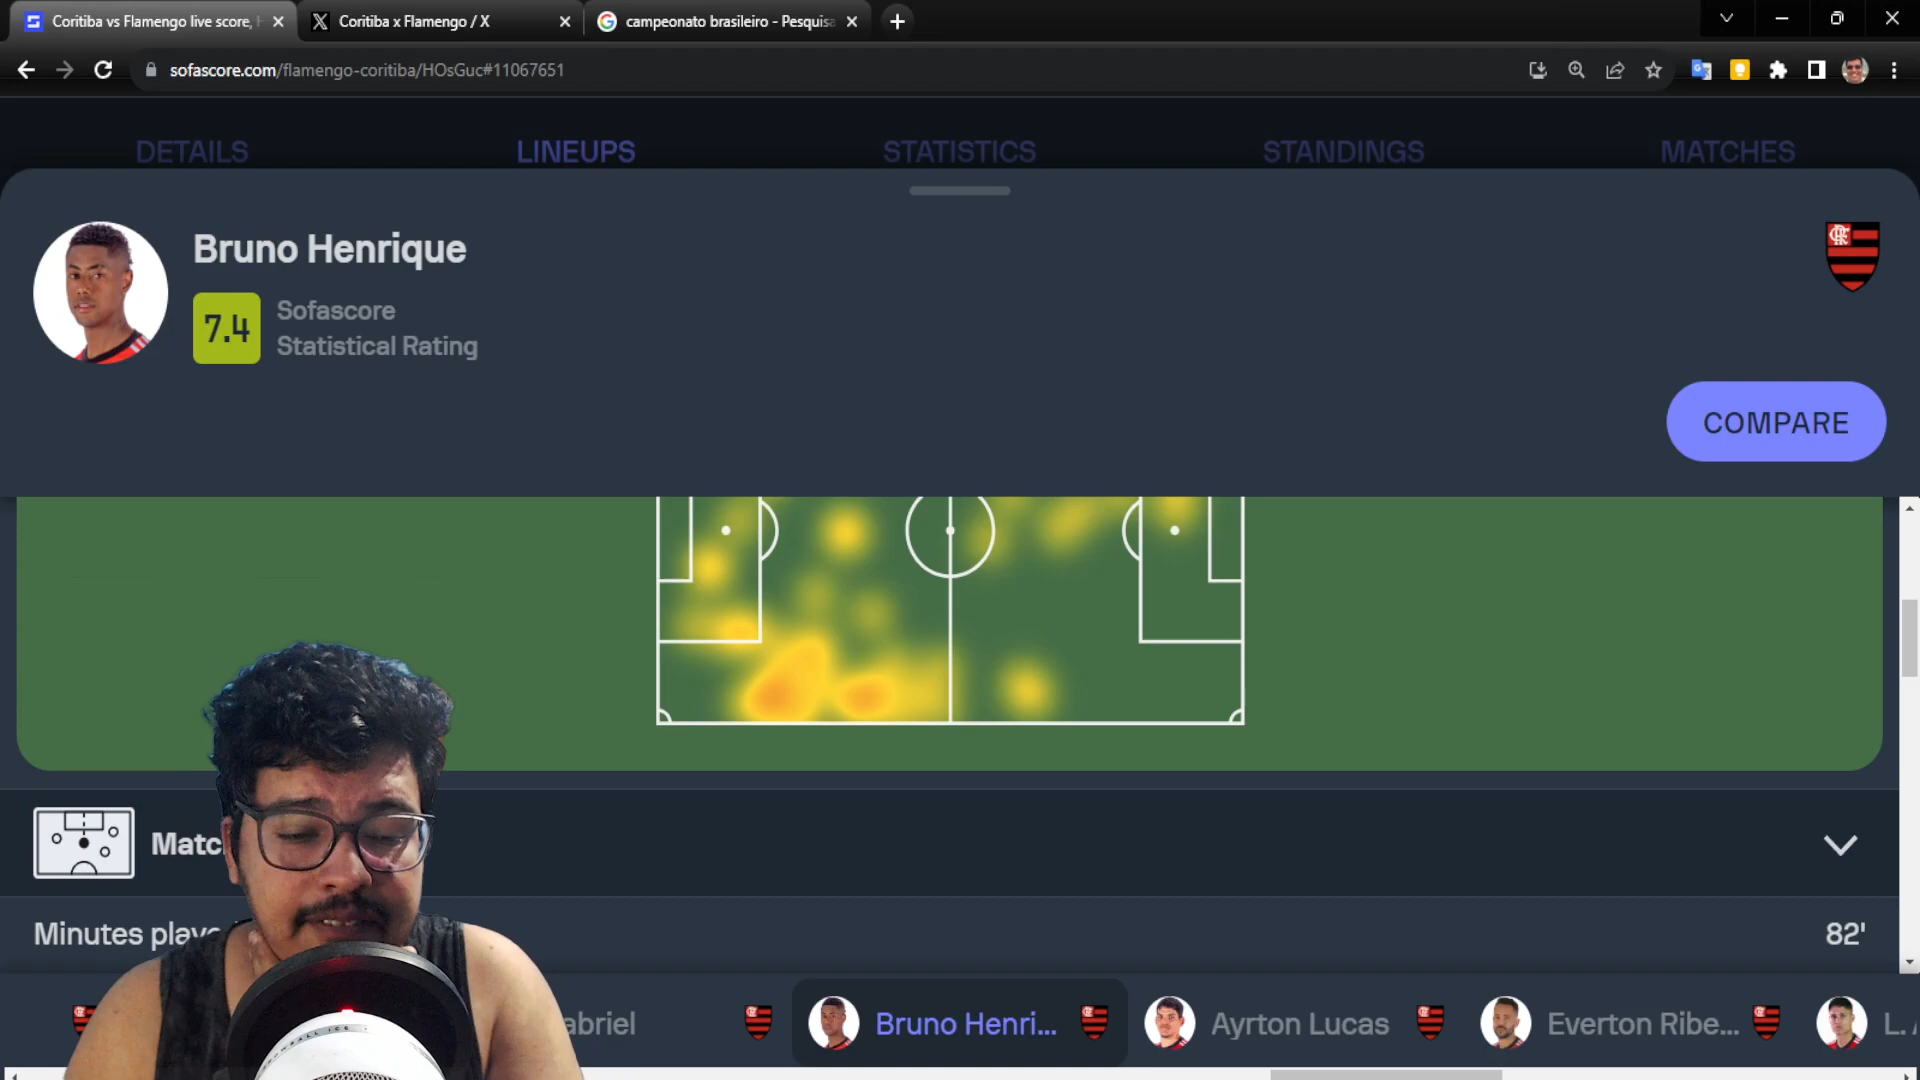 Coritiba vs Flamengo live score,
Coritiba x Flamengo / X
campeonato brasileiro - Pesquisa
sofascore.com/flamengo-coritiba/HOsGuc#11067651
DETAILS
LINEUPS
STATISTICS
STANDINGS
MATCHES
Bruno Henrique
7.4
Sofascore
Statistical Rating
COMPARE
Matc
Minutes playe
82'
abriel
Bruno Henri...
Ayrton Lucas
Everton Ribe...
L.